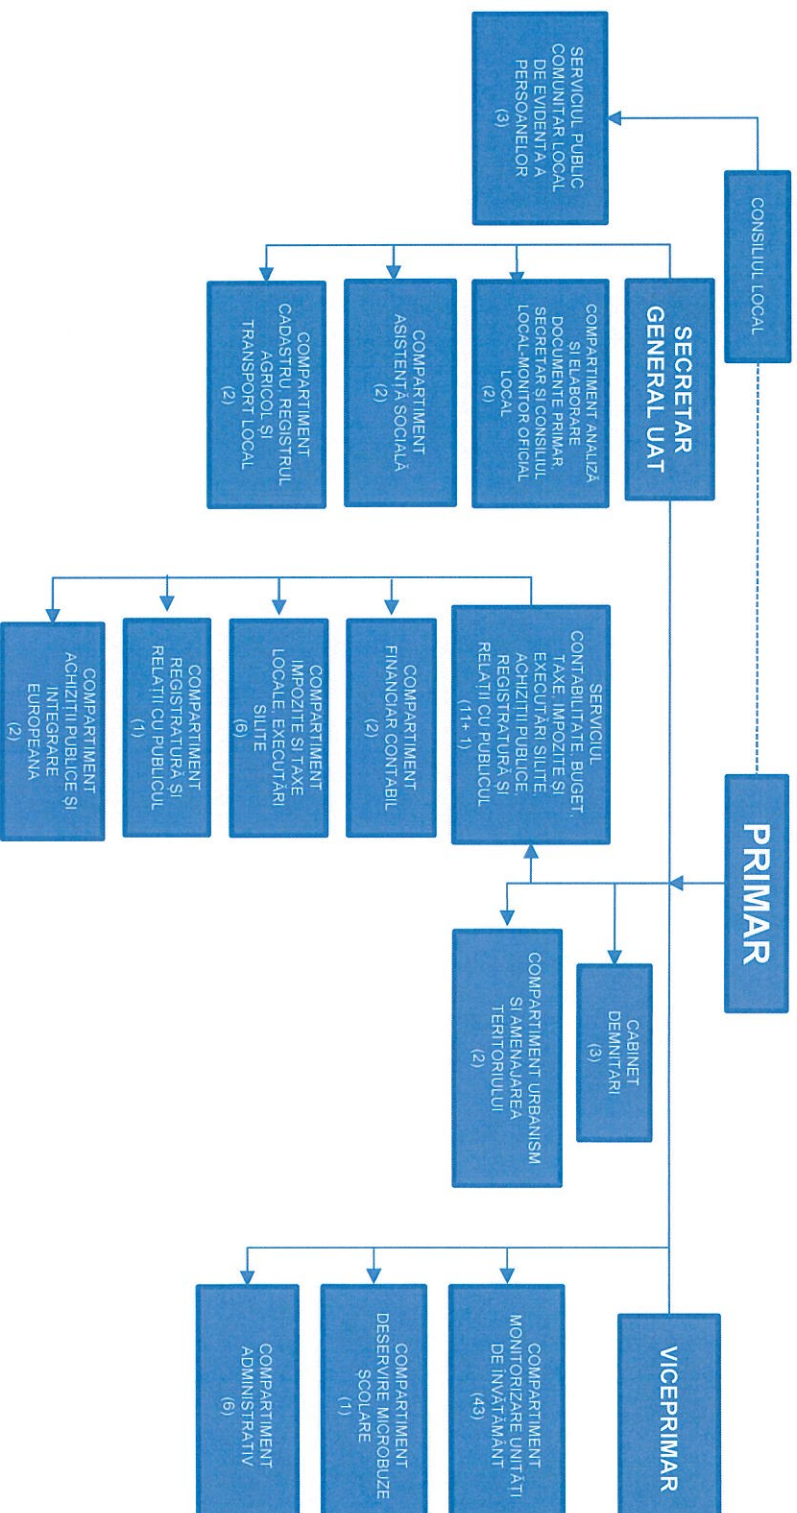 CONSILIUL LOCAL
PRIMAR
VICEPRIMAR
SERVICIUL PUBLIC
COMUNITAR LOCAL
DE EVIDENTA A
PERSOANELOR
(3)
SECRETAR
GENERAL UAT
COMPARTIMENT ANALIZĂ
ȘI ELABORARE
DOCUMENTE PRIMAR,
SECRETAR ȘI CONSILIUL
LOCAL-MONITOR OFICIAL
LOCAL
(2)
COMPARTIMENT
ASISTENȚĂ SOCIALĂ
(2)
COMPARTIMENT
CADASTRU, REGISTRUL
AGRICOL ȘI
TRANSPORT LOCAL
(2)
SERVICIUL
CONTABILITATE, BUGET,
TAXE, IMPOZITE ȘI
EXECUTĂRI SILITE,
ACHIZIȚII PUBLICE,
REGISTRATURĂ ȘI
RELAȚII CU PUBLICUL
(11+1)
COMPARTIMENT
FINANCIAR CONTABIL
(2)
COMPARTIMENT
IMPOZITE SI TAXE
LOCALE, EXECUTĂRI
SILITE
(6)
COMPARTIMENT
REGISTRATURĂ ȘI
RELAȚII CU PUBLICUL
(1)
COMPARTIMENT
ACHIZITII PUBLICE ȘI
INTEGRARE
EUROPEANA
(2)
CABINET
DEMNITARI
(3)
COMPARTIMENT URBANISM
SI AMENAJAREA
TERITORIULUI
(2)
COMPARTIMENT
MONITORIZARE UNITĂȚI
DE ÎNVĂȚĂMÂNT
(43)
COMPARTIMENT
DESERVIRE MICROBUZE
ȘCOLARE
(1)
COMPARTIMENT
ADMINISTRATIV
(6)